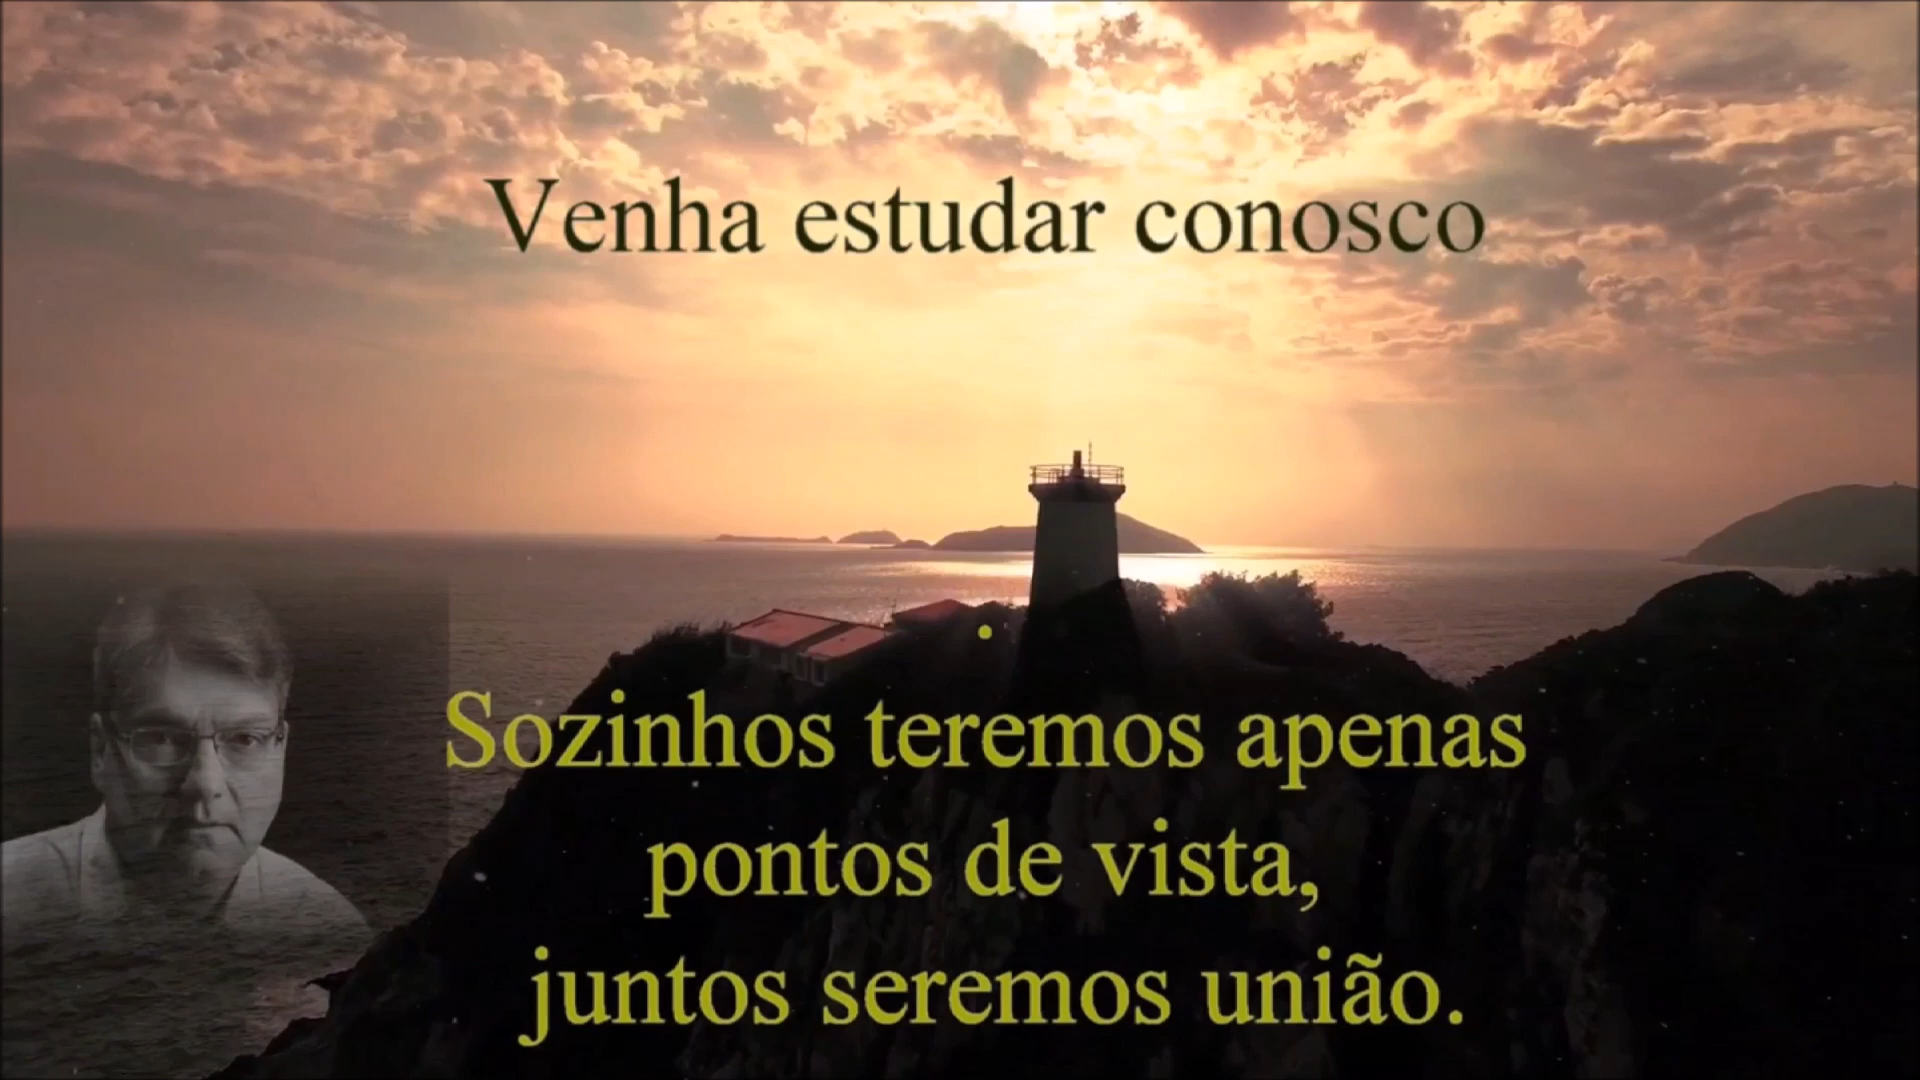 Venha estudar conosco
.
Sozinhos teremos apenas
pontos de vista,
juntos seremos união.